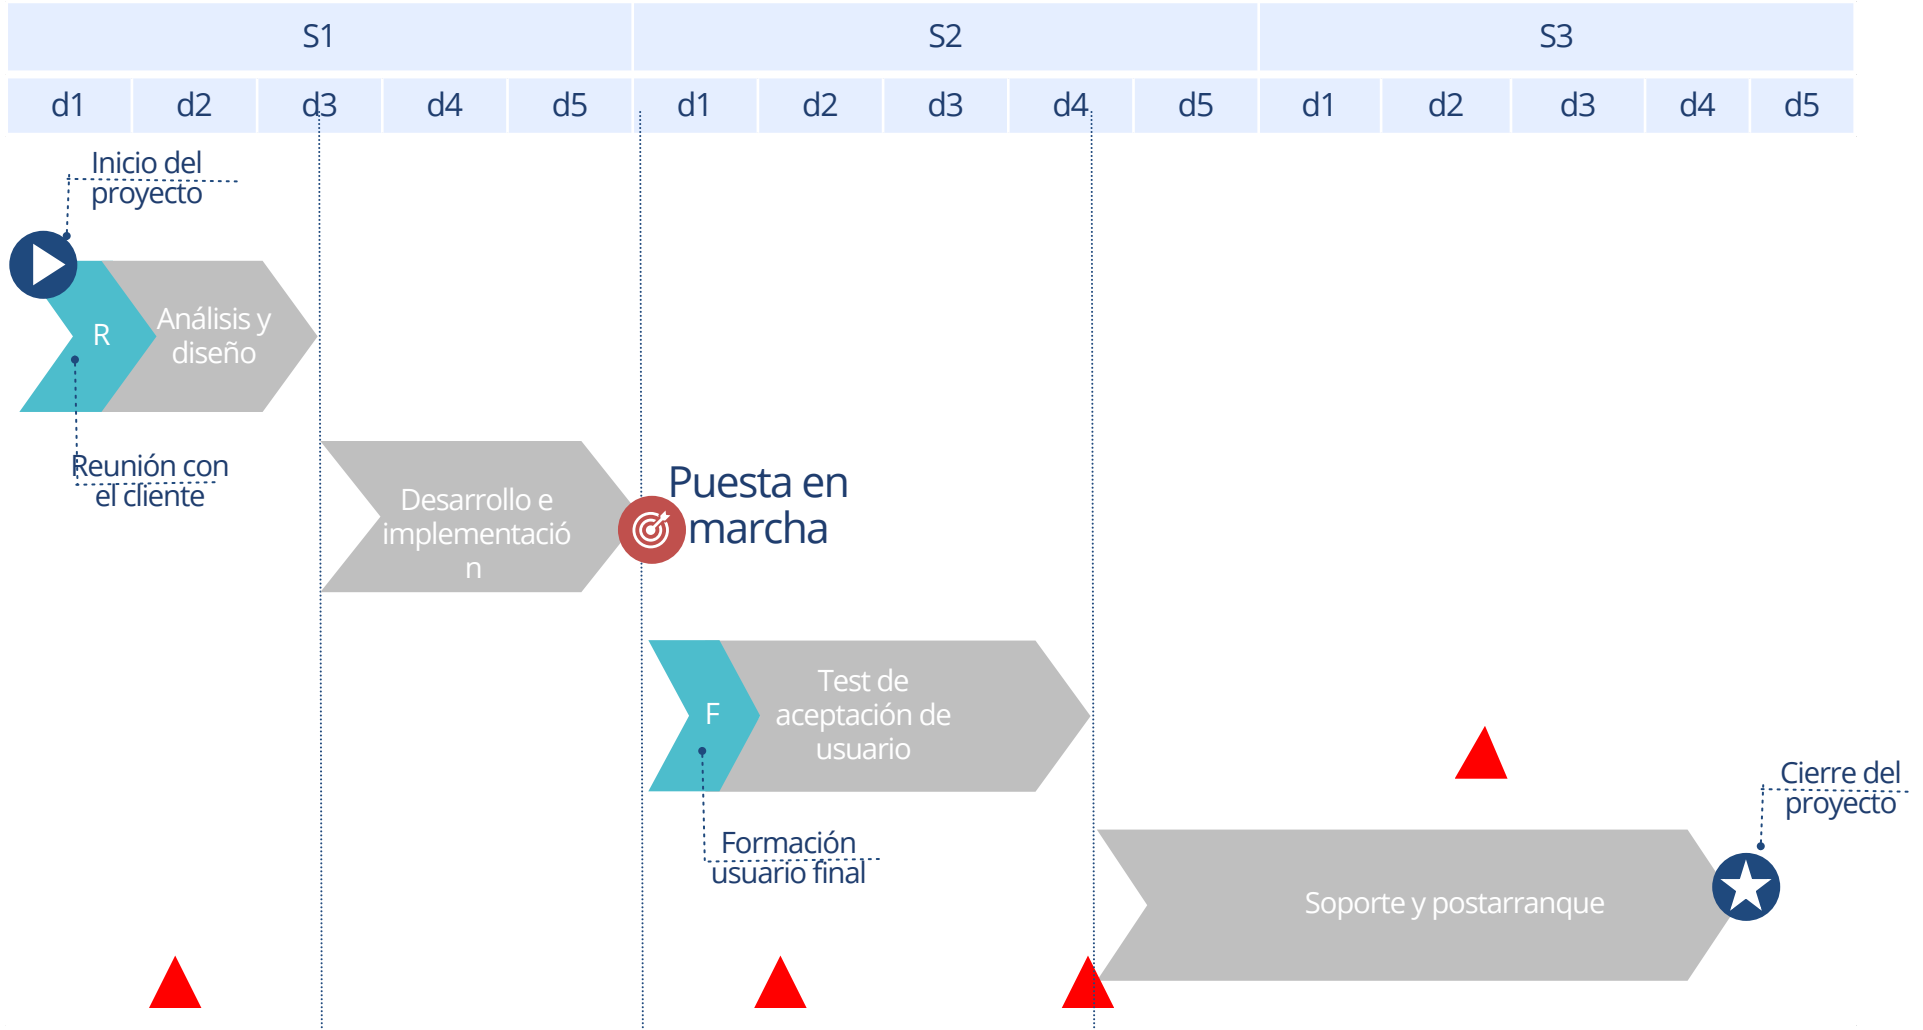 S1 S2 S3
d1 d2 d3 d4 d5 d1 d2 d3 d4 d5 d1 d2 d3 d4 d5
Inicio del
proyecto
R
Análisis y
diseño
Reunión con
el cliente
Desarrollo e
implementació
n
Puesta en
marcha
F
Test de
aceptación de
usuario
Formación
usuario final
Cierre del
proyecto
Soporte y postarranque